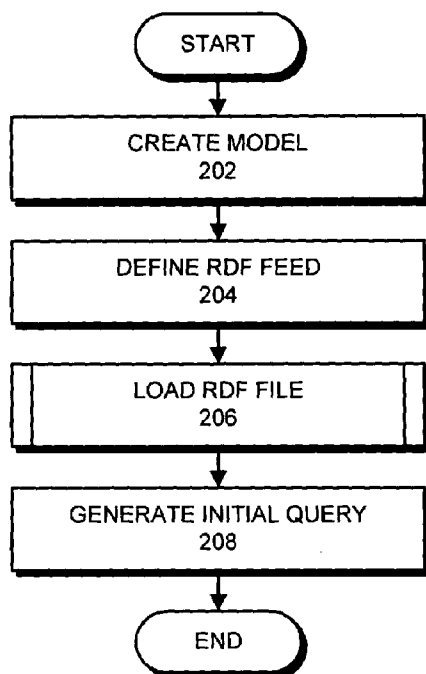 START
CREATE MODEL
202
DEFINE RDF FEED
204
LOAD RDF FILE
206
GENERATE INITIAL QUERY
208
END